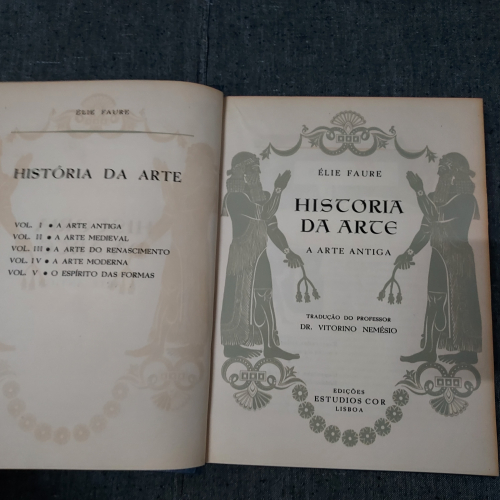 ÉLIE FAURE
HISTÓRIA DA ARTE
VOL. I • A ARTE ANTIGA
VOL. II • A ARTE MEDIEVAL
VOL. III • A ARTE DO RENASCIMENTO
VOL. IV • A ARTE MODERNA
VOL. V • O ESPÍRITO DAS FORMAS
ÉLIE FAURE
HISTORIA
DA ARTE
A ARTE ANTIGA
TRADUÇÃO DO PROFESSOR
DR. VITORINO NEMÉSIO
EDIÇÕES
ESTUDIOS COR
LISBOA